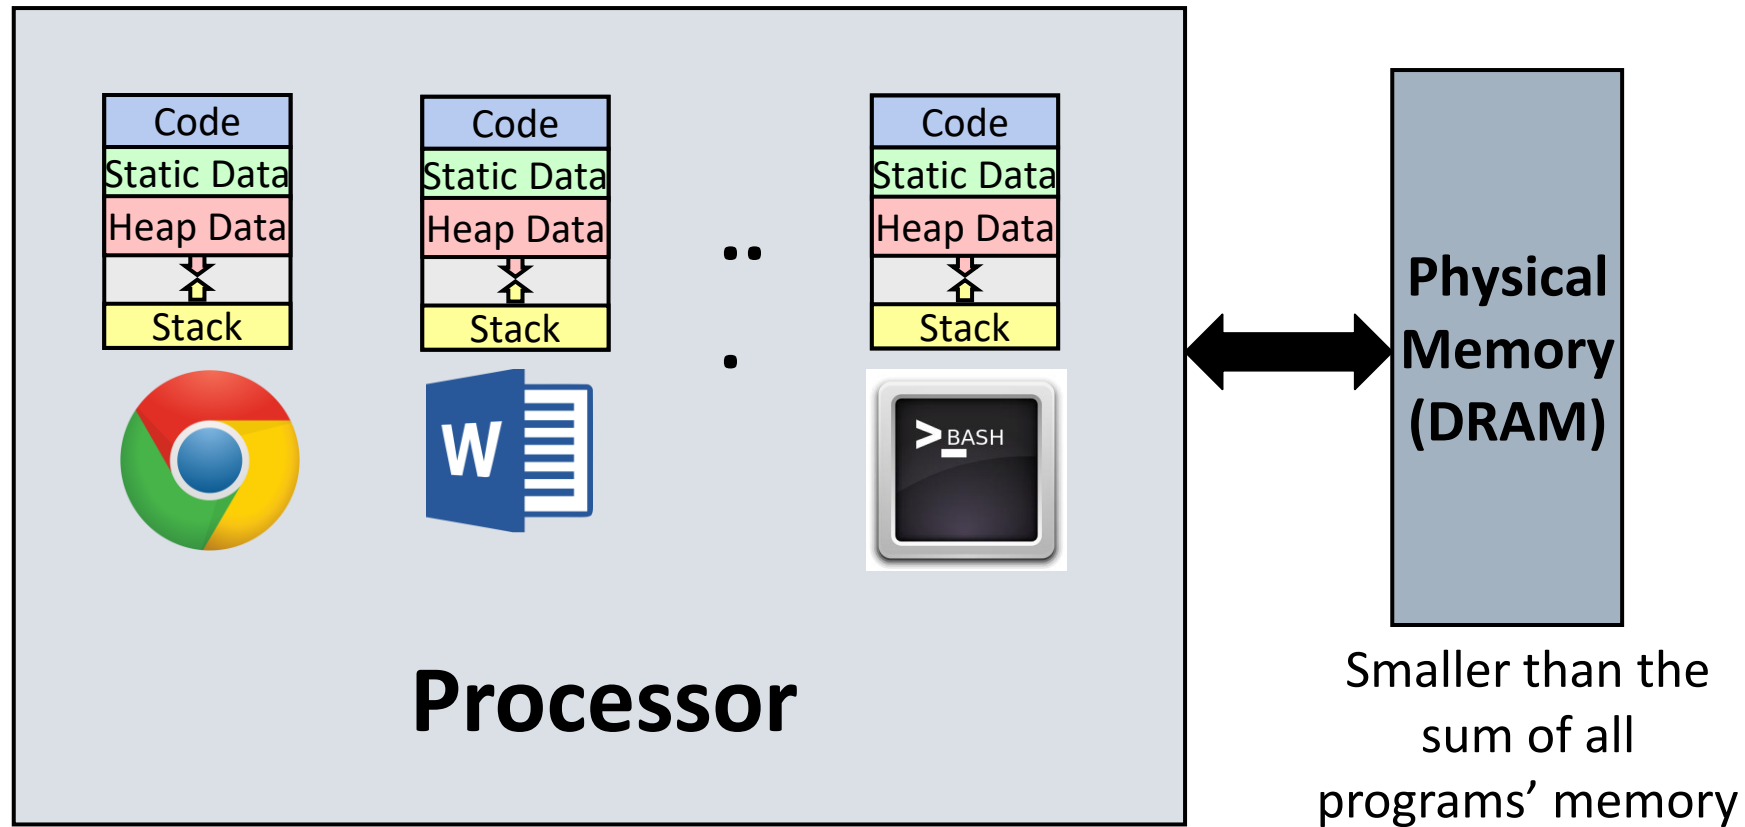 Code
Static Data
Heap Data
Stack
Code
Static Data
Heap Data
Stack
..
.
Code
Static Data
Heap Data
Stack
W
>_BASH
Processor
Physical
Memory
(DRAM)
Smaller than the
sum of all
programs’ memory